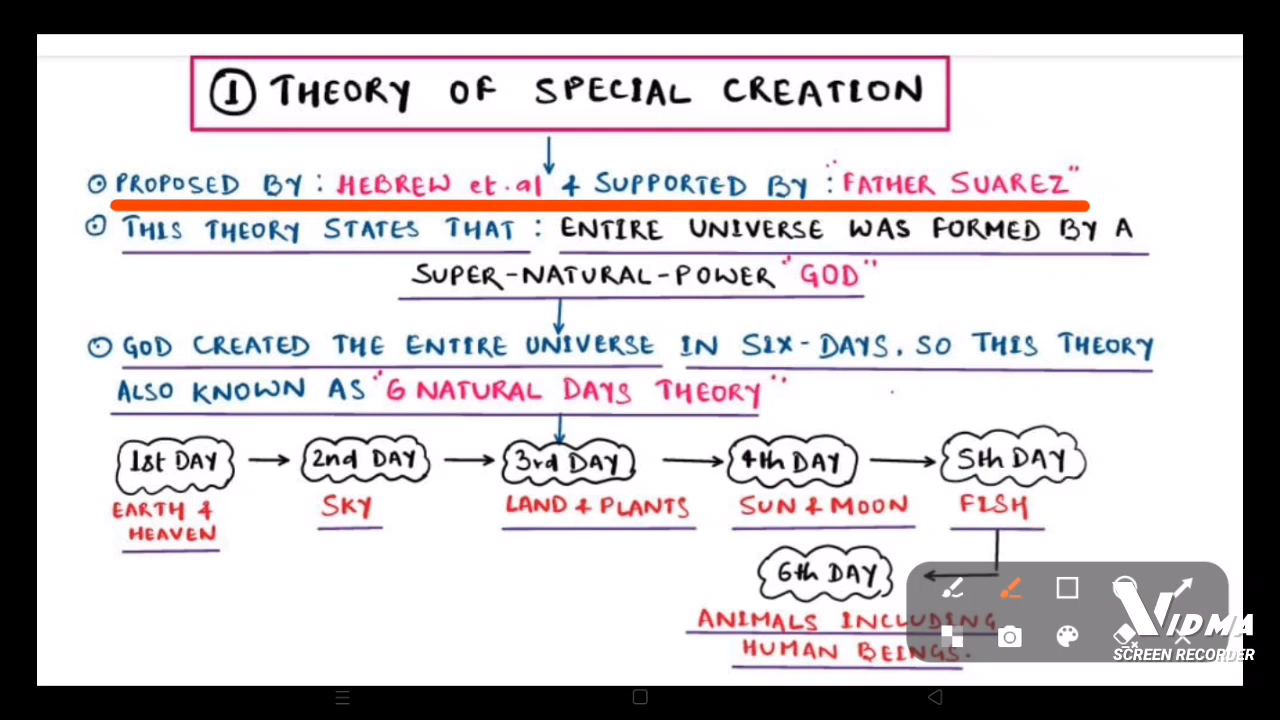 ① THEORY OF SPECIAL CREATION
⊙ PROPOSED BY : HEBREW et.al & SUPPORTED BY : "FATHER SUAREZ"
⊙ THIS THEORY STATES THAT : ENTIRE UNIVERSE WAS FORMED BY A
SUPER-NATURAL-POWER "GOD"
⊙ GOD CREATED THE ENTIRE UNIVERSE IN SIX-DAYS. SO THIS THEORY
ALSO KNOWN AS "6 NATURAL DAYS THEORY"
1st DAY → 2nd DAY → 3rd DAY → 4th DAY → 5th DAY
EARTH & SKY LAND & PLANTS SUN & MOON FISH
HEAVEN
6th DAY
ANIMALS INCLUDING
HUMAN BEINGS.
VIDMA
SCREEN RECORDER